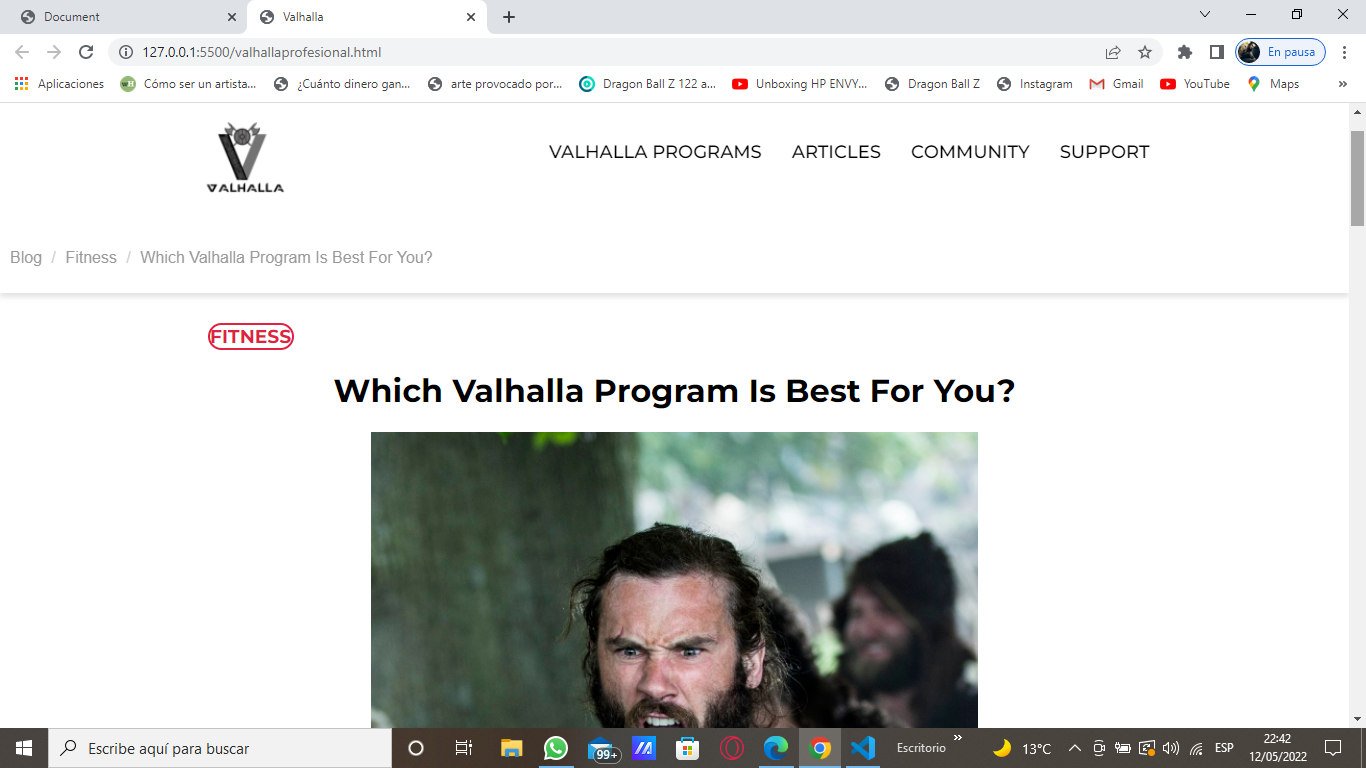 Document
Valhalla
127.0.0.1:5500/valhallaprofesional.html
En pausa
Aplicaciones
Cómo ser un artista...
¿Cuánto dinero gan...
arte provocado por...
Dragon Ball Z 122 a...
Unboxing HP ENVY...
Dragon Ball Z
Instagram
Gmail
YouTube
Maps
»
VALHALLA
VALHALLA PROGRAMS
ARTICLES
COMMUNITY
SUPPORT
Blog / Fitness / Which Valhalla Program Is Best For You?
FITNESS
Which Valhalla Program Is Best For You?
Escribe aquí para buscar
99+
Escritorio
»
13°C
ESP
22:42
12/05/2022